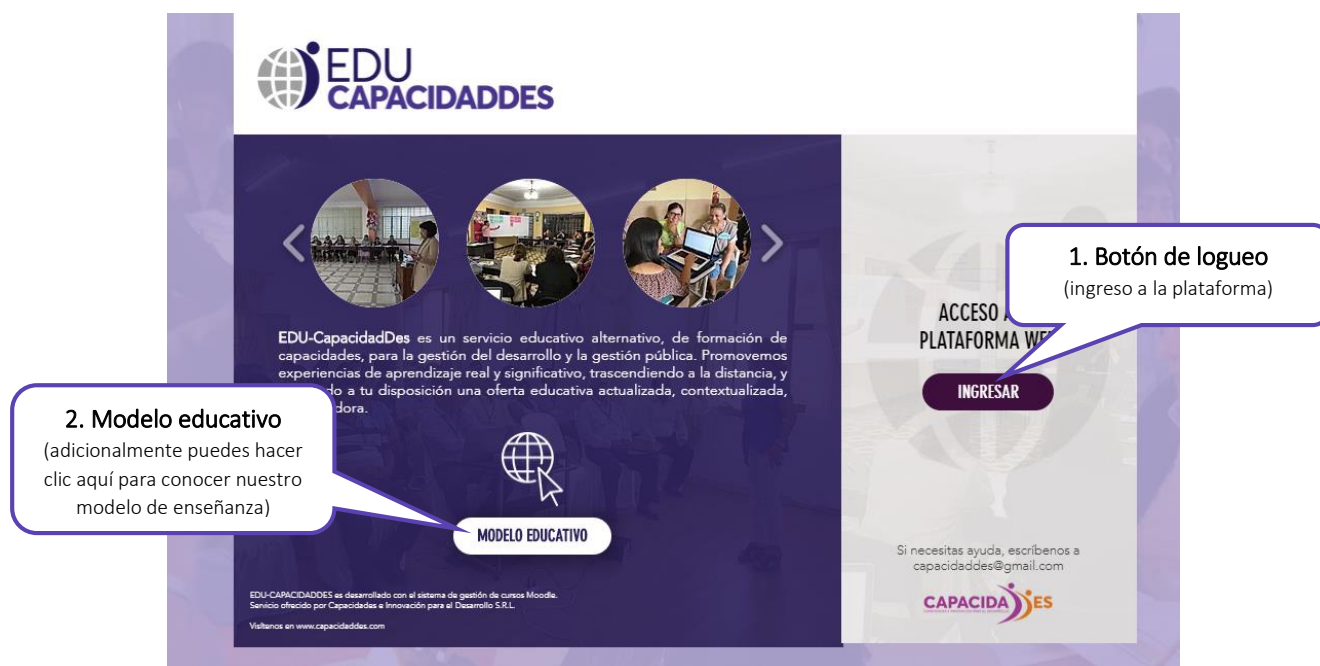 EDU
CAPACIDADDES
EDU-CapacidadDes es un servicio educativo alternativo, de formación de
capacidades, para la gestión del desarrollo y la gestión pública. Promovemos
experiencias de aprendizaje real y significativo, trascendiendo a la distancia, y
do a tu disposición una oferta educativa actualizada, contextualizada,
dora.
MODELO EDUCATIVO
EDU-CAPACIDADDES es desarrollado con el sistema de gestión de cursos Moodle.
Servicio ofrecido por Capacidades e Innovación para el Desarrollo S.R.L.
Visítenos en www.capacidaddes.com
2. Modelo educativo
(adicionalmente puedes hacer
clic aquí para conocer nuestro
modelo de enseñanza)
1. Botón de logueo
(ingreso a la plataforma)
ACCESO A
PLATAFORMA WE
INGRESAR
Si necesitas ayuda, escríbenos a
capacidaddes@gmail.com
CAPACIDADES